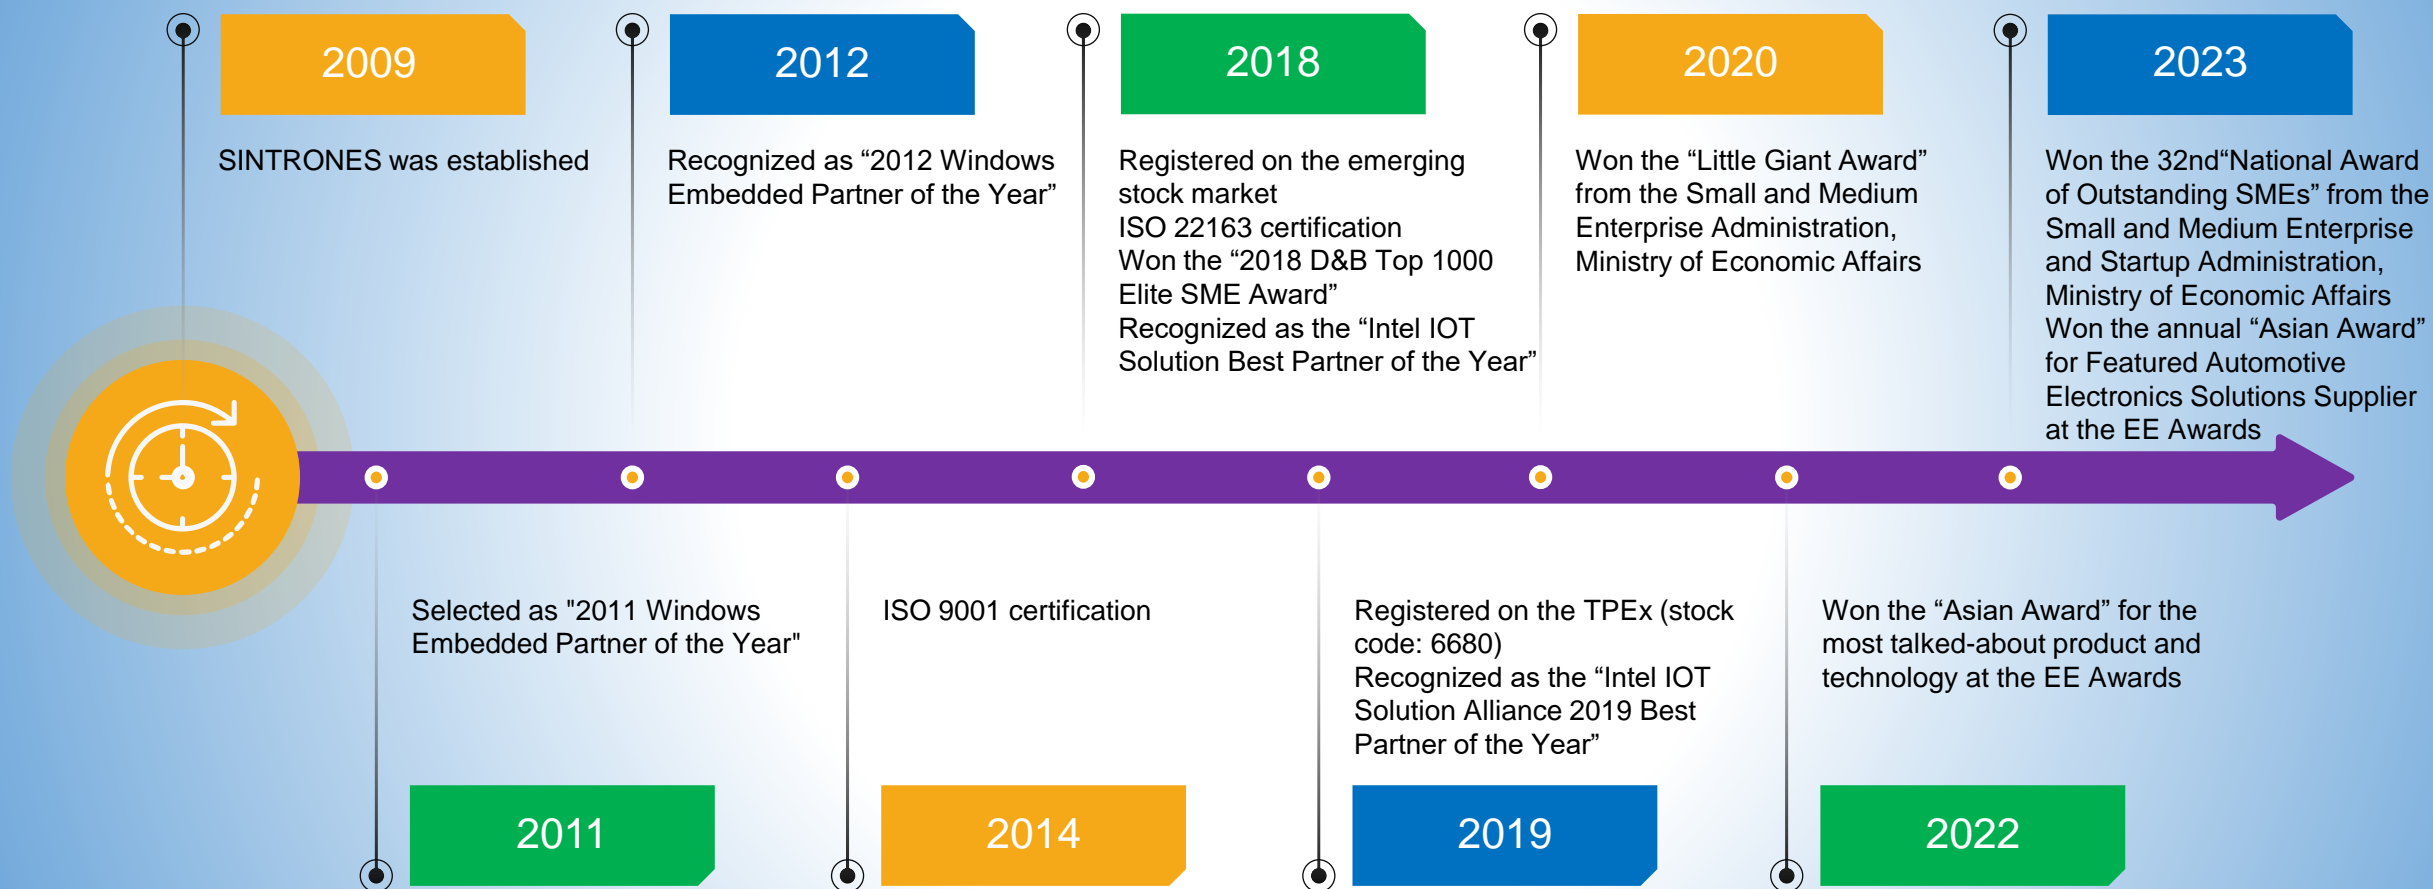 2009
SINTRONES was established
2012
Recognized as “2012 Windows
Embedded Partner of the Year”
2018
Registered on the emerging
stock market
ISO 22163 certification
Won the “2018 D&B Top 1000
Elite SME Award”
Recognized as the “Intel IOT
Solution Best Partner of the Year”
2020
Won the “Little Giant Award”
from the Small and Medium
Enterprise Administration,
Ministry of Economic Affairs
2023
Won the 32nd“National Award
of Outstanding SMEs” from the
Small and Medium Enterprise
and Startup Administration,
Ministry of Economic Affairs
Won the annual “Asian Award”
for Featured Automotive
Electronics Solutions Supplier
at the EE Awards
Selected as "2011 Windows
Embedded Partner of the Year"
2011
ISO 9001 certification
2014
Registered on the TPEx (stock
code: 6680)
Recognized as the “Intel IOT
Solution Alliance 2019 Best
Partner of the Year”
2019
Won the “Asian Award” for the
most talked-about product and
technology at the EE Awards
2022